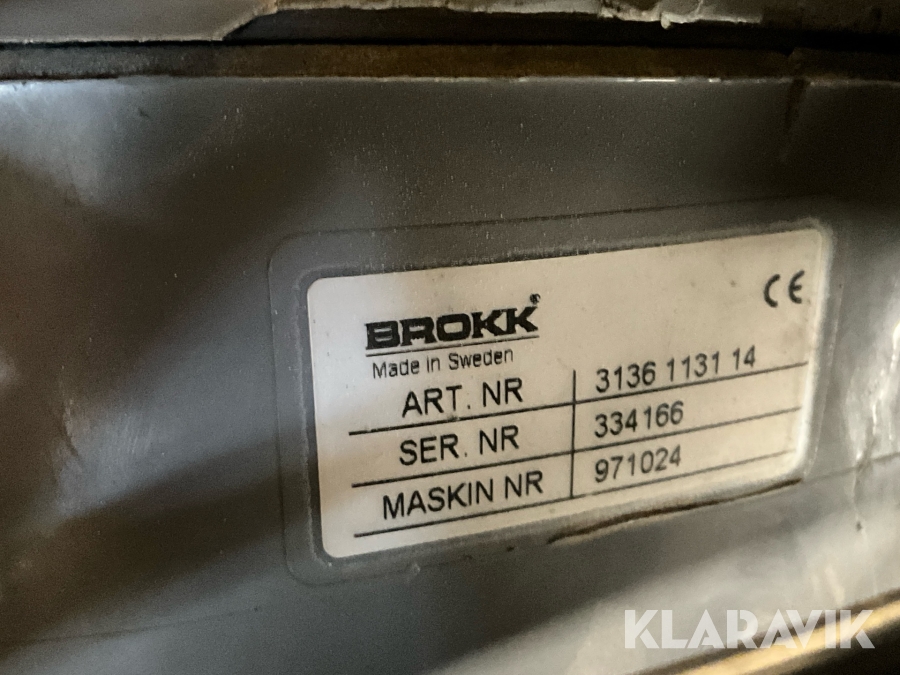 CE
BROKK®
Made in Sweden
ART. NR 3136 1131 14
SER. NR 334166
MASKIN NR 971024
KLARAVIK